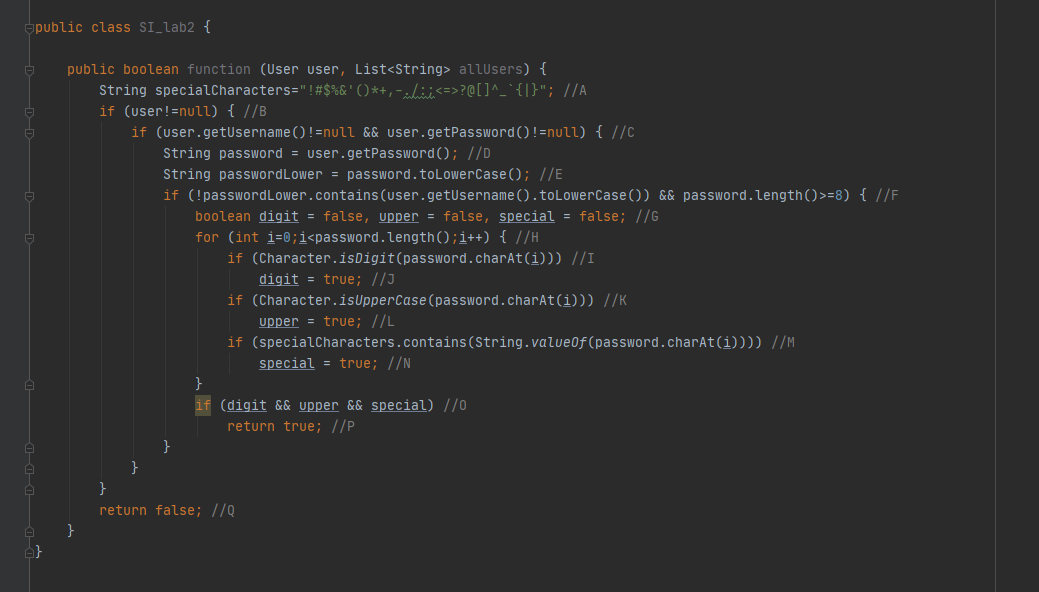 public class SI_lab2 {
public boolean function (User user, List<String> allUsers) {
String specialCharacters="!#$%&'()*+,-./:;<=>?@[]^_`{|}"; //A
if (user!=null) { //B
if (user.getUsername()!=null && user.getPassword()!=null) { //C
String password = user.getPassword(); //D
String passwordLower = password.toLowerCase(); //E
if (!passwordLower.contains(user.getUsername().toLowerCase()) && password.length()>=8) { //F
boolean digit = false, upper = false, special = false; //G
for (int i=0;i<password.length();i++) { //H
if (Character.isDigit(password.charAt(i))) //I
digit = true; //J
if (Character.isUpperCase(password.charAt(i))) //K
upper = true; //L
if (specialCharacters.contains(String.valueOf(password.charAt(i)))) //M
special = true; //N
}
if (digit && upper && special) //O
return true; //P
}
}
}
return false; //Q
}
}